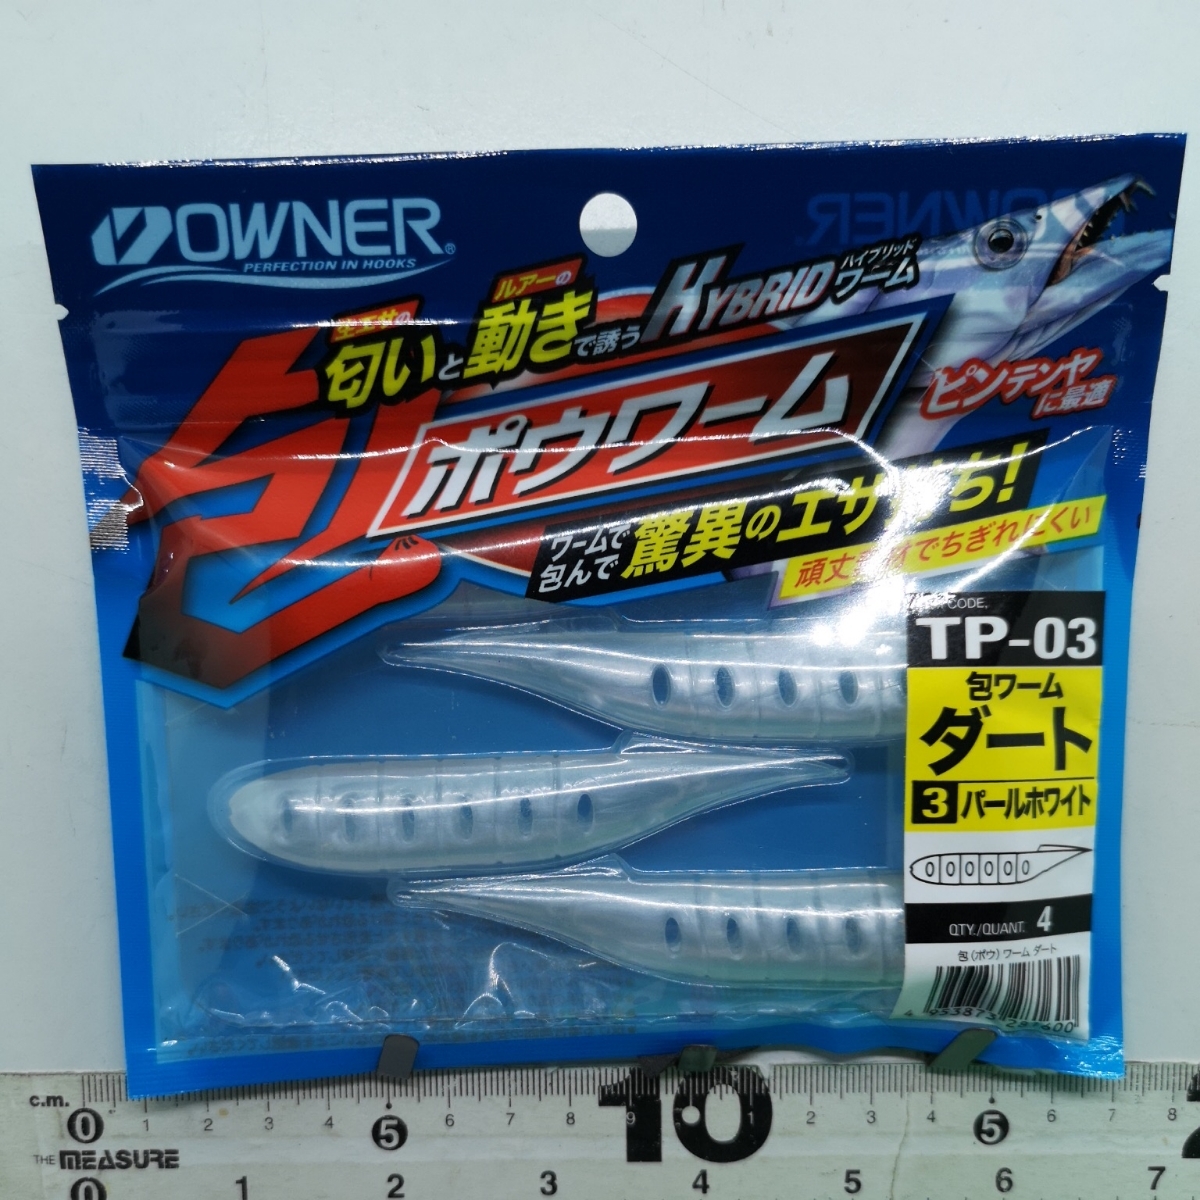 OWNER®
PERFECTION IN HOOKS
生エサの
匂いと
ルアーの
動きで誘う
HYBRID
ハイブリッド
ワーム
包
ポウワーム
ピンテンヤ
に最適
ワームで
包んで
驚異のエサ持ち!
頑丈素材でちぎれにくい
CODE.
TP-03
包ワーム
ダート
3 パールホワイト
QTY./QUANT. 4
包(ポウ)ワーム ダート
c.m.
0 1 2 3 4 5 6 7 8 9 10 1 2 3 4 5 6 7 8
THE MEASURE
0 1 2 3 4 5 6 7